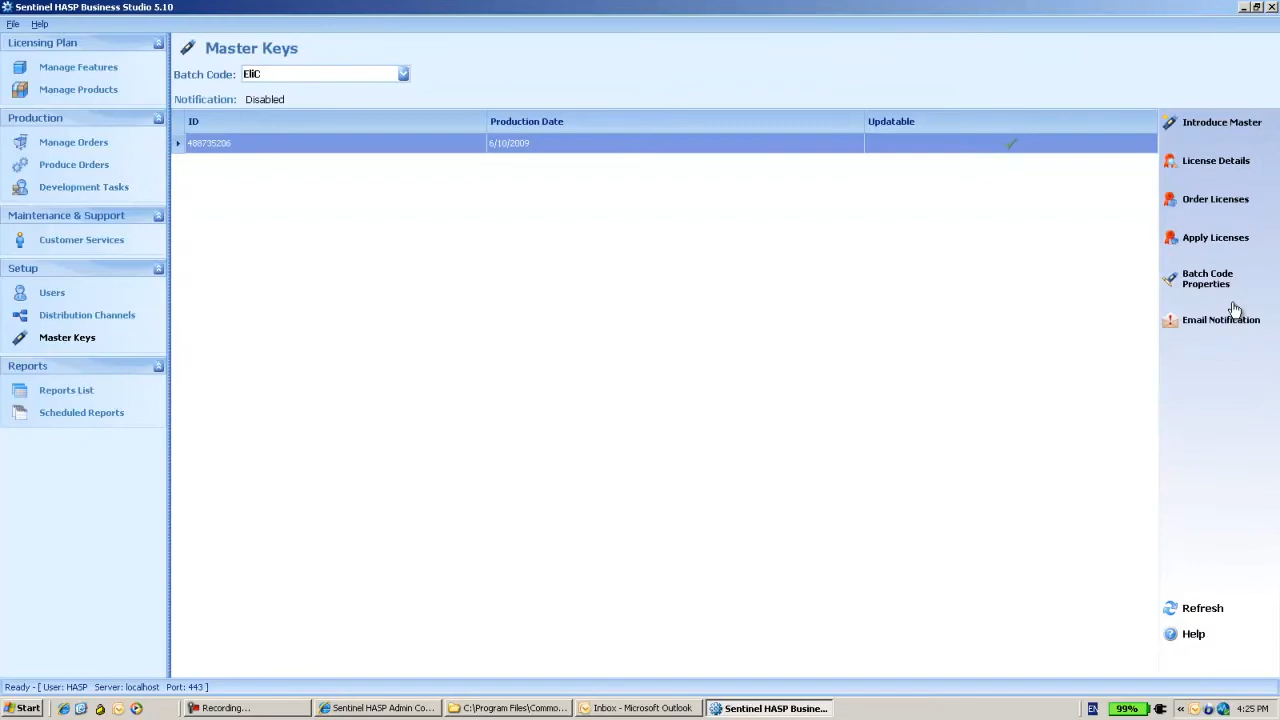 Sentinel HASP Business Studio 5.10
File Help
Licensing Plan
Manage Features
Manage Products
Production
Manage Orders
Produce Orders
Development Tasks
Maintenance & Support
Customer Services
Setup
Users
Distribution Channels
Master Keys
Reports
Reports List
Scheduled Reports
Master Keys
Batch Code: EliC
Notification: Disabled
ID Production Date Updatable
488735206 6/10/2009
Introduce Master
License Details
Order Licenses
Apply Licenses
Batch Code
Properties
Email Notification
Refresh
Help
Ready - [ User: HASP Server: localhost Port: 443 ]
Start Recording... Sentinel HASP Admin Co... C:\Program Files\Commo... Inbox - Microsoft Outlook Sentinel HASP Busine... EN 99% « 4:25 PM